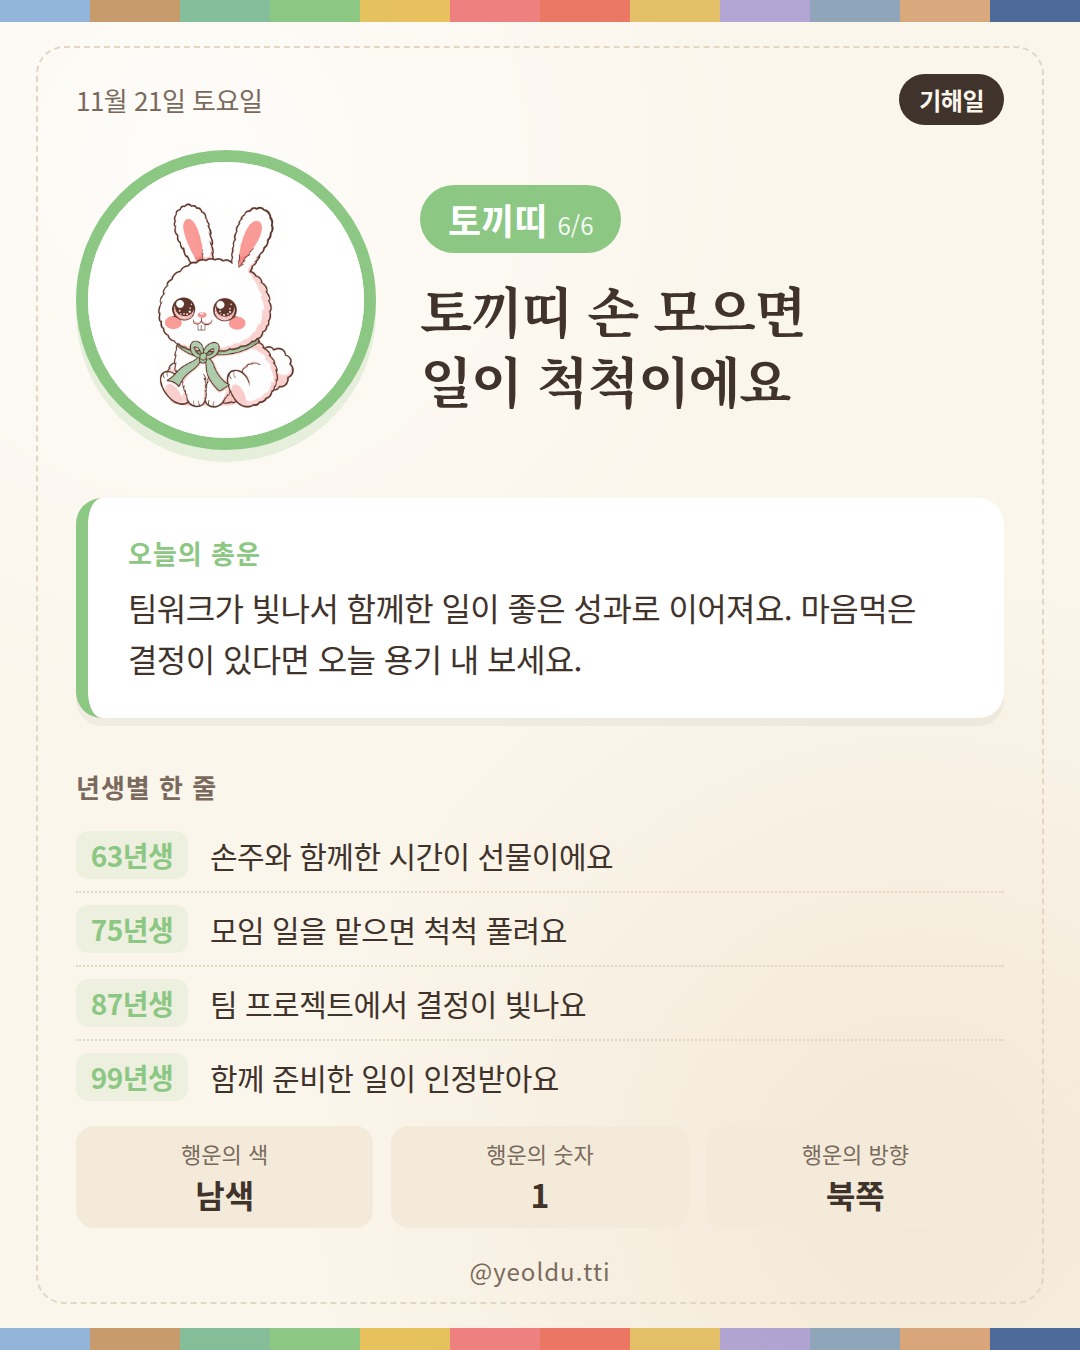 11월 21일 토요일
기해일
토끼띠 6/6
토끼띠 손 모으면
일이 척척이에요
오늘의 총운
팀워크가 빛나서 함께한 일이 좋은 성과로 이어져요. 마음먹은
결정이 있다면 오늘 용기 내 보세요.
년생별 한 줄
63년생 손주와 함께한 시간이 선물이에요
75년생 모임 일을 맡으면 척척 풀려요
87년생 팀 프로젝트에서 결정이 빛나요
99년생 함께 준비한 일이 인정받아요
행운의 색
남색
행운의 숫자
1
행운의 방향
북쪽
@yeoldu.tti